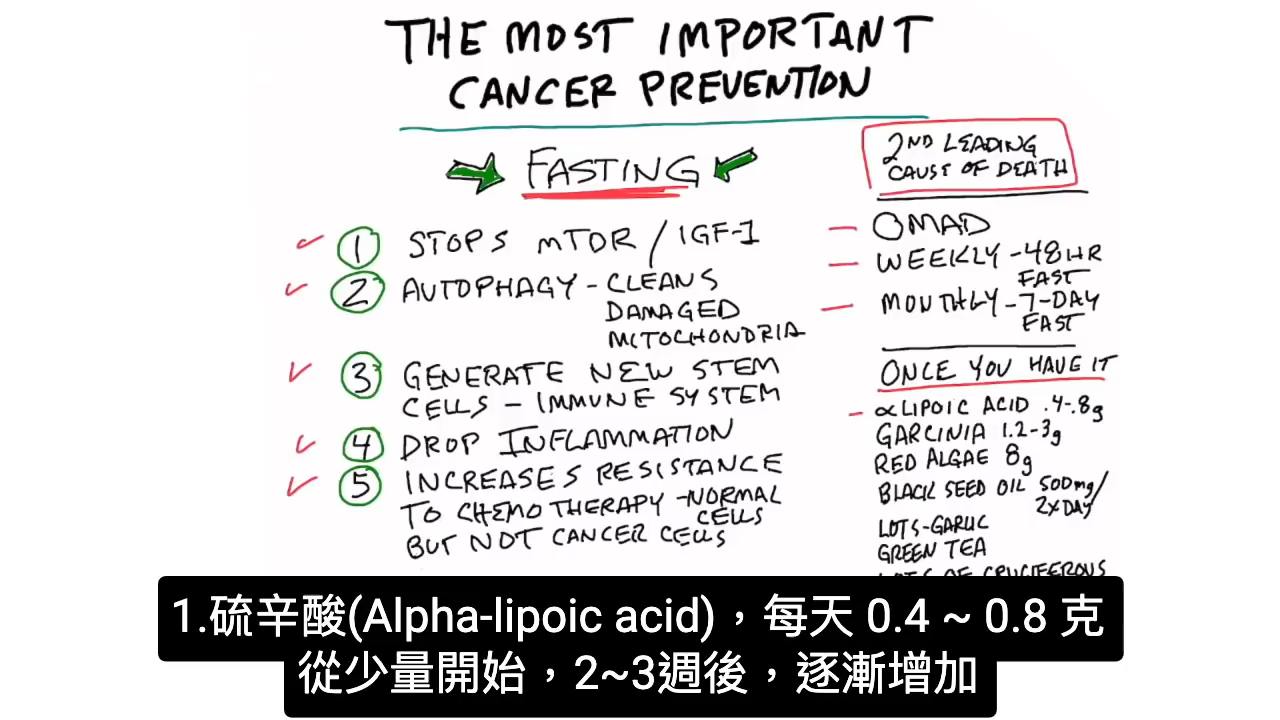 THE MOST IMPORTANT
CANCER PREVENTION
FASTING
1 STOPS mTOR / IGF-1
2 AUTOPHAGY - CLEANS
DAMAGED
MITOCHONDRIA
3 GENERATE NEW STEM
CELLS - IMMUNE SYSTEM
4 DROP INFLAMMATION
5 INCREASES RESISTANCE
TO CHEMOTHERAPY - NORMAL
CELLS
BUT NOT CANCER CELLS
2ND LEADING
CAUSE OF DEATH
- OMAD
- WEEKLY - 48HR
FAST
- MONTHLY - 7-DAY
FAST
ONCE YOU HAVE IT
- αLIPOIC ACID .4-.8g
GARCINIA 1.2-3g
RED ALGAE 8g
BLACK SEED OIL 500mg/
2XDAY
LOTS-GARLIC
GREEN TEA
LOTS OF CRUCIFEROUS
1.硫辛酸(Alpha-lipoic acid)，每天 0.4 ~ 0.8 克
從少量開始，2~3週後，逐漸增加